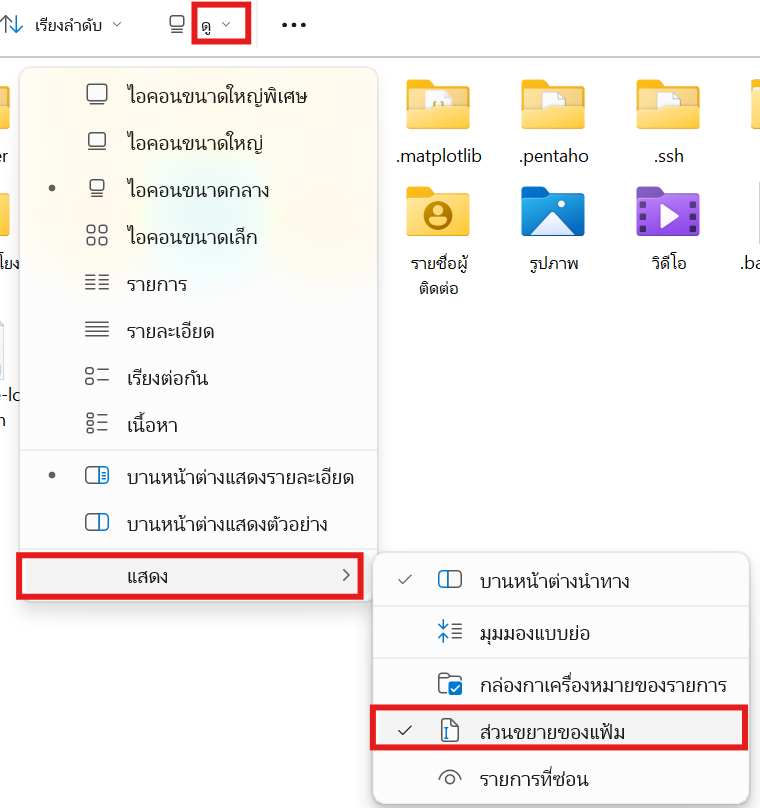 เรียงลำดับ
ดู
ไอคอนขนาดใหญ่พิเศษ
ไอคอนขนาดใหญ่
ไอคอนขนาดกลาง
ไอคอนขนาดเล็ก
รายการ
รายละเอียด
เรียงต่อกัน
เนื้อหา
บานหน้าต่างแสดงรายละเอียด
บานหน้าต่างแสดงตัวอย่าง
แสดง
.matplotlib
.pentaho
.ssh
รายชื่อผู้
ติดต่อ
รูปภาพ
วิดีโอ
บานหน้าต่างนำทาง
มุมมองแบบย่อ
กล่องกาเครื่องหมายของรายการ
ส่วนขยายของแฟ้ม
รายการที่ซ่อน